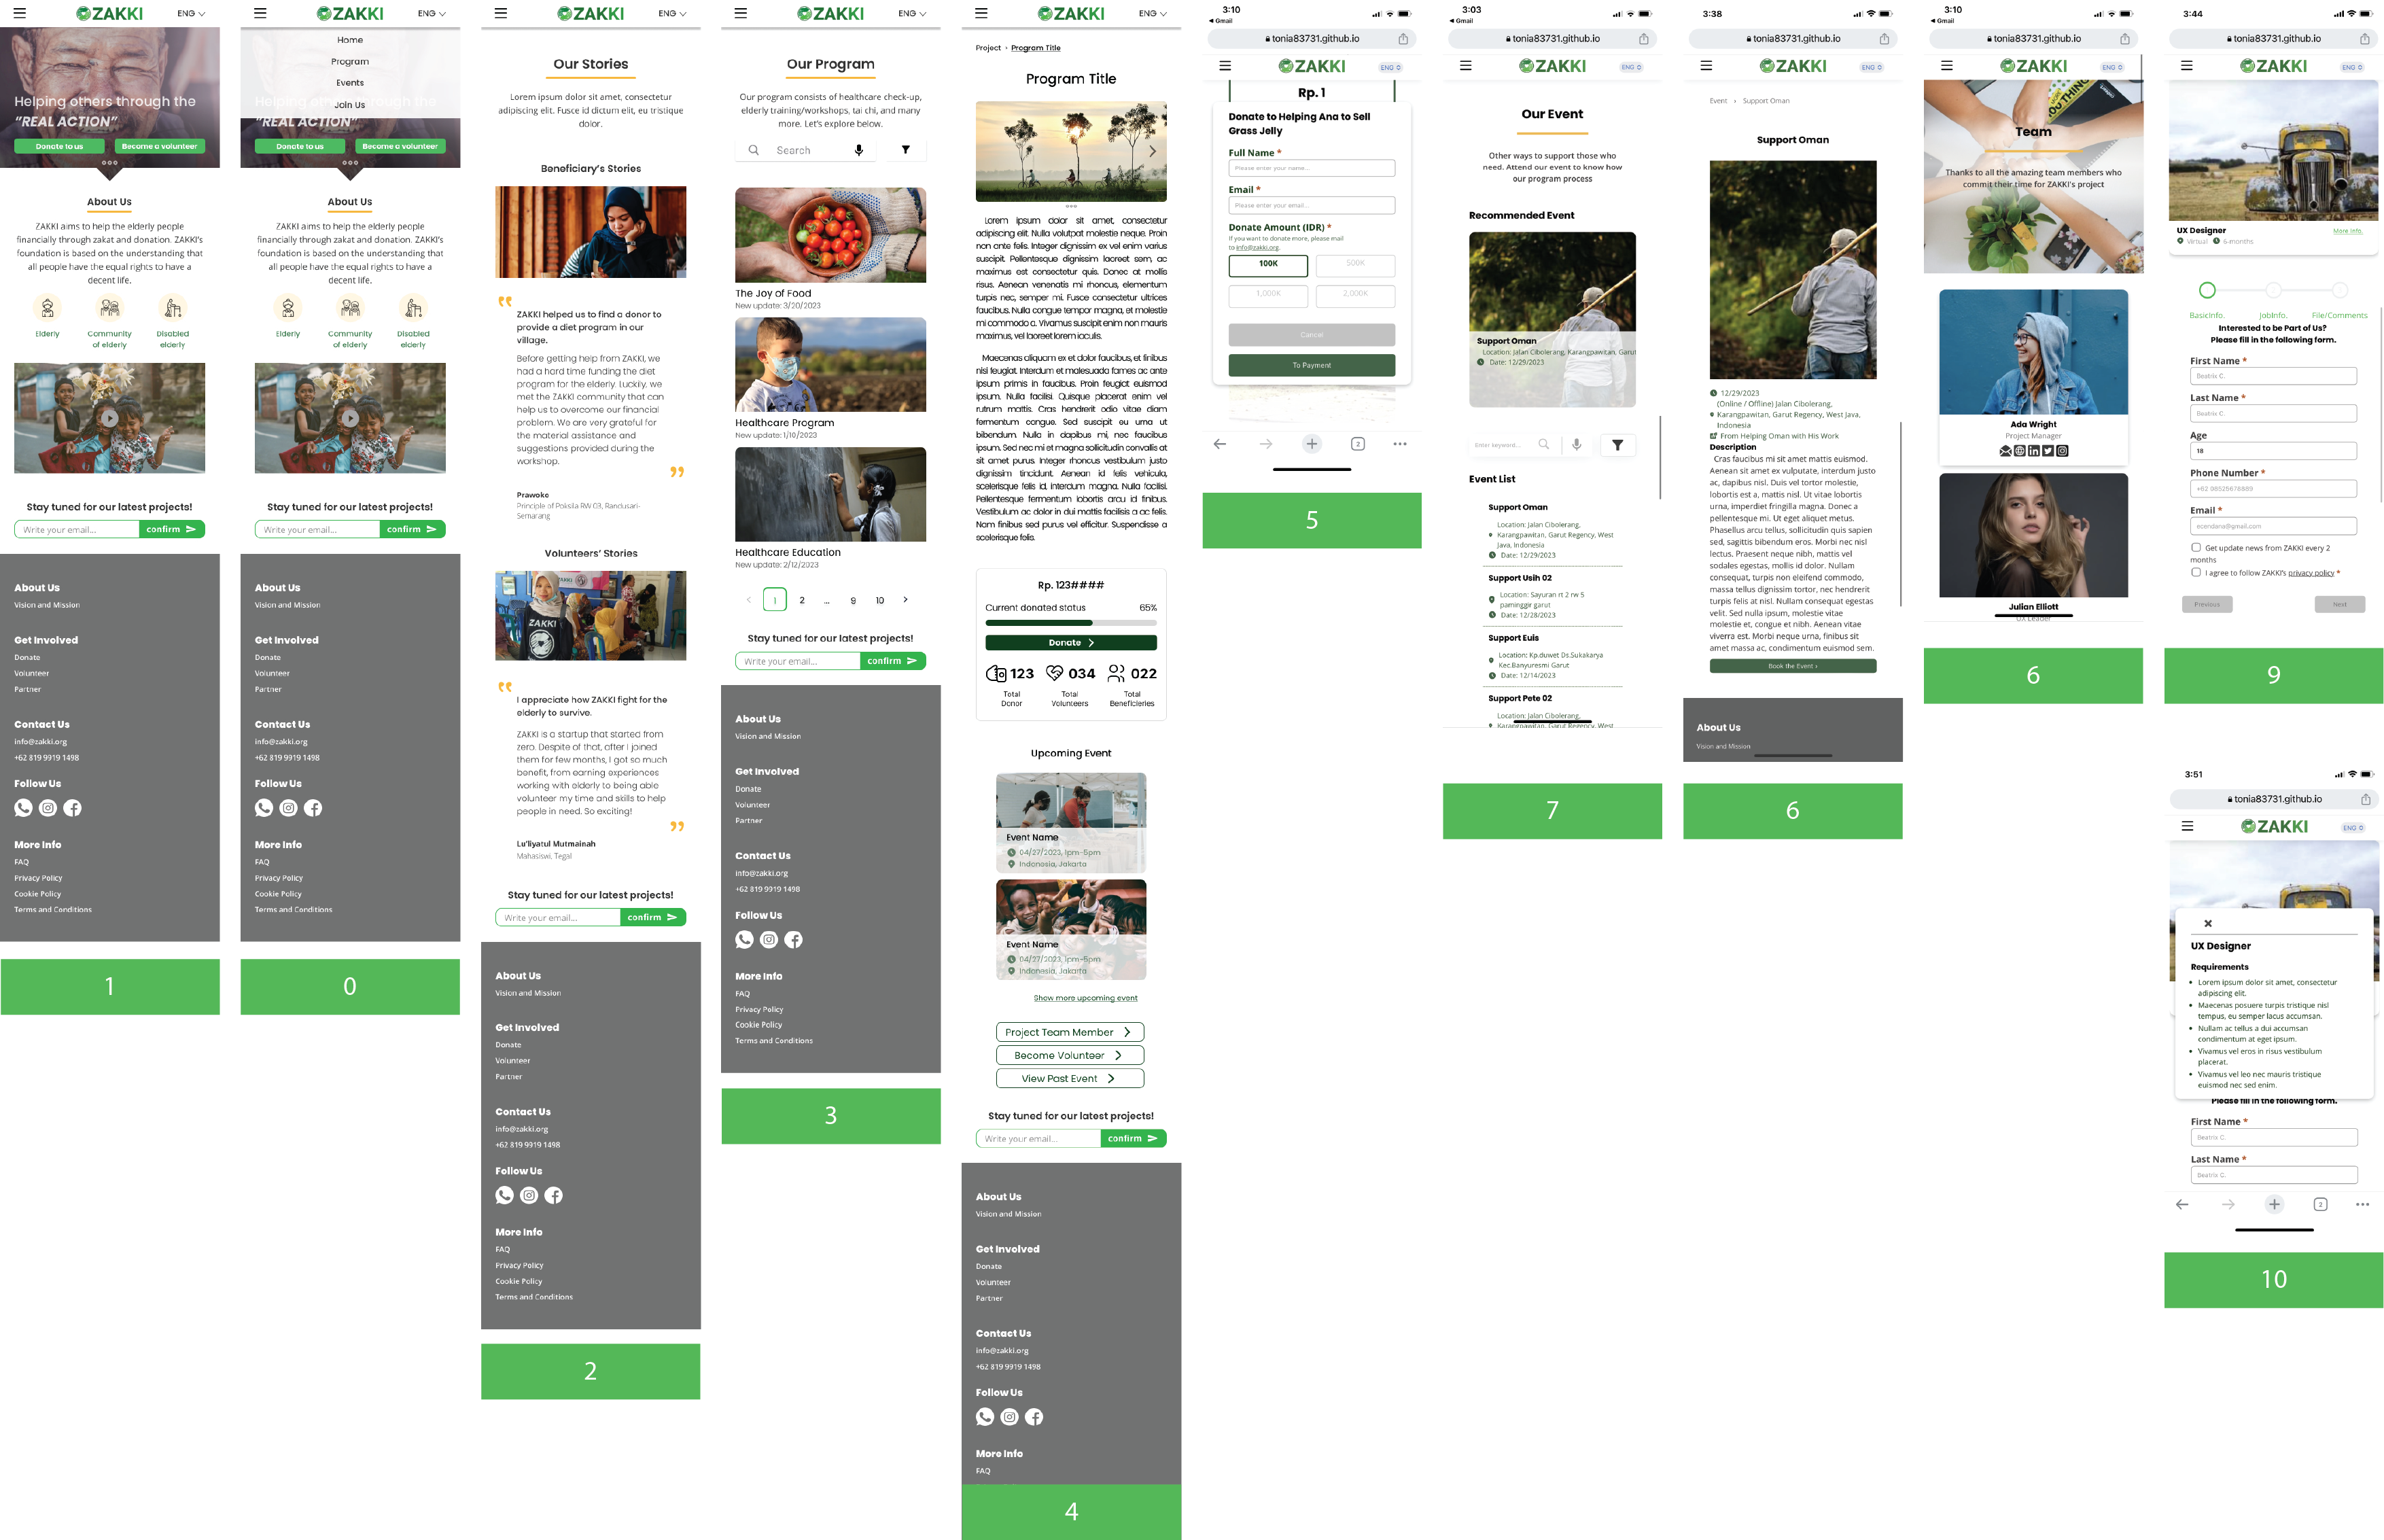 ZAKKI
ENG
Helping others through the
"REAL ACTION"
Donate to us
Become a volunteer
About Us
ZAKKI aims to help the elderly people
financially through zakat and donation. ZAKKI's
foundation is based on the understanding that
all people have the equal rights to have a
decent life.
Elderly
Community
of elderly
Disabled
elderly
Stay tuned for our latest projects!
Write your email...
confirm
About Us
Vision and Mission
Get Involved
Donate
Volunteer
Partner
Contact Us
info@zakki.org
+62 819 9919 1498
Follow Us
More Info
FAQ
Privacy Policy
Cookie Policy
Terms and Conditions
1
ZAKKI
ENG
Home
Program
Events
Join Us
Helping others through the
"REAL ACTION"
Donate to us
Become a volunteer
About Us
ZAKKI aims to help the elderly people
financially through zakat and donation. ZAKKI's
foundation is based on the understanding that
all people have the equal rights to have a
decent life.
Elderly
Community
of elderly
Disabled
elderly
Stay tuned for our latest projects!
Write your email...
confirm
About Us
Vision and Mission
Get Involved
Donate
Volunteer
Partner
Contact Us
info@zakki.org
+62 819 9919 1498
Follow Us
More Info
FAQ
Privacy Policy
Cookie Policy
Terms and Conditions
0
ZAKKI
ENG
Our Stories
Lorem ipsum dolor sit amet, consectetur
adipiscing elit. Fusce id dictum elit, eu tristique
dolor.
Beneficiary's Stories
ZAKKI helped us to find a donor to
provide a diet program in our
village.
Before getting help from ZAKKI, we
had a hard time funding the diet
program for the elderly. Luckily, we
met the ZAKKI community that can
help us to overcome our financial
problem. We are very grateful for
the material assistance and
suggestions provided during the
workshop.
Prawoke
Principle of Poksila RW 03, Randusari-
Semarang
Volunteers' Stories
ZAKKI
I appreciate how ZAKKI fight for the
elderly to survive.
ZAKKI is a startup that started from
zero. Despite of that, after I joined
them for few months, I got so much
benefit, from earning experiences
working with elderly to being able
volunteer my time and skills to help
people in need. So exciting!
Lu'liyatul Mutmainah
Mahasiswi, Tegal
Stay tuned for our latest projects!
Write your email...
confirm
About Us
Vision and Mission
Get Involved
Donate
Volunteer
Partner
Contact Us
info@zakki.org
+62 819 9919 1498
Follow Us
More Info
FAQ
Privacy Policy
Cookie Policy
Terms and Conditions
2
ZAKKI
ENG
Our Program
Our program consists of healthcare check-up,
elderly training/workshops, tai chi, and many
more. Let's explore below.
Search
The Joy of Food
New update: 3/20/2023
Healthcare Program
New update: 1/10/2023
Healthcare Education
New update: 2/12/2023
1 2 ... 9 10
Stay tuned for our latest projects!
Write your email...
confirm
About Us
Vision and Mission
Get Involved
Donate
Volunteer
Partner
Contact Us
info@zakki.org
+62 819 9919 1498
Follow Us
More Info
FAQ
Privacy Policy
Cookie Policy
Terms and Conditions
3
ZAKKI
ENG
Project › Program Title
Program Title
Lorem ipsum dolor sit amet, consectetur
adipiscing elit. Nulla volutpat molestie neque. Proin
non ante felis. Integer dignissim ex vel enim varius
suscipit. Pellentesque dignissim laoreet sem, ac
maximus est consectetur quis. Donec at mollis
risus. Aenean venenatis mi rhoncus, elementum
turpis nec, semper mi. Fusce consectetur ultrices
faucibus. Nulla congue tempor magna, et molestie
mi commodo a. Vivamus suscipit enim non mauris
maximus, vel laoreet lorem iaculis.
Maecenas aliquam ex et dolor faucibus, et finibus
nisi feugiat. Interdum et malesuada fames ac ante
ipsum primis in faucibus. Proin feugiat euismod
ipsum. Nulla facilisi. Quisque placerat enim vel
rutrum mattis. Cras hendrerit odio vitae diam
fermentum congue. Sed suscipit eu urna ut
bibendum. Nulla in dapibus mi, nec faucibus
ipsum. Sed nec mi et magna sollicitudin convallis at
sit amet purus. Integer rhoncus vestibulum justo
dignissim tincidunt. Aenean id felis vehicula,
scelerisque felis id, interdum magna. Nulla facilisi.
Pellentesque fermentum lobortis arcu id finibus.
Vestibulum ac dolor in dui mattis facilisis a ac felis.
Nam finibus sed purus vel efficitur. Suspendisse a
scelerisque felis.
Rp. 123####
Current donated status 65%
Donate
123
Total
Donor
034
Total
Volunteers
022
Total
Beneficieries
Upcoming Event
Event Name
04/27/2023, 1pm-5pm
Indonosia, Jakarta
Event Name
04/27/2023, 1pm-5pm
Indonesia, Jakarta
Show more upcoming event
Project Team Member
Become Volunteer
View Past Event
Stay tuned for our latest projects!
Write your email...
confirm
About Us
Vision and Mission
Get Involved
Donate
Volunteer
Partner
Contact Us
info@zakki.org
+62 819 9919 1498
Follow Us
More Info
FAQ
4
3:10
Gmail
tonia83731.github.io
ZAKKI
ENG
Rp. 1
Donate to Helping Ana to Sell
Grass Jelly
Full Name *
Please enter your name...
Email *
Please enter your email...
Donate Amount (IDR) *
If you want to donate more, please mail
to info@zakki.org.
100K
500K
1,000K
2,000K
Cancel
To Payment
2
5
3:03
Gmail
tonia83731.github.io
ZAKKI
ENG
Our Event
Other ways to support those who
need. Attend our event to know how
our program process
Recommended Event
Support Oman
Location: Jalan Cibolerang, Karangpawitan, Garut
Date: 12/29/2023
Enter keyword...
Event List
Support Oman
Location: Jalan Cibolerang,
Karangpawitan, Garut Regency, West
Java, Indonesia
Date: 12/29/2023
Support Usih 02
Location: Sayuran rt 2 rw 5
paminggir garut
Date: 12/28/2023
Support Euis
Location: Kp.duwet Ds.Sukakarya
Kec.Banyuresmi Garut
Date: 12/14/2023
Support Pete 02
Location: Jalan Cibolerang,
Karangpawitan, Garut Regency, West
7
3:38
tonia83731.github.io
ZAKKI
ENG
Event › Support Oman
Support Oman
12/29/2023
(Online / Offline) Jalan Cibolerang,
Karangpawitan, Garut Regency, West Java,
Indonesia
From Helping Oman with His Work
Description
Cras faucibus mi sit amet mattis euismod.
Aenean sit amet ex vulputate, interdum justo
ac, dapibus nisl. Duis vel tortor molestie,
lobortis est a, mattis nisl. Ut vitae lobortis
urna, imperdiet fringilla magna. Donec a
pellentesque mi. Ut eget aliquet metus.
Phasellus arcu tellus, sollicitudin quis sapien
sed, sagittis bibendum eros. Morbi nec nisl
lectus. Praesent neque nibh, mattis vel
sodales egestas, mollis id dolor. Nullam
consequat, turpis non eleifend commodo,
massa tellus dignissim tortor, nec hendrerit
turpis felis at nisl. Nullam consequat egestas
velit. Sed nulla ipsum, molestie vitae
molestie et, congue et nibh. Aenean vitae
viverra est. Morbi neque urna, finibus sit
amet massa ac, condimentum euismod sem.
Book the Event ›
About Us
Vision and Mission
6
3:10
Gmail
tonia83731.github.io
ZAKKI
ENG
Team
Thanks to all the amazing team members who
commit their time for ZAKKI's project
Ada Wright
Project Manager
Julian Elliott
UX Leader
6
3:44
tonia83731.github.io
ZAKKI
ENG
UX Designer
More Info.
Virtual 6-months
BasicInfo. JobInfo. File/Comments
Interested to be Part of Us?
Please fill in the following form.
First Name *
Beatrix C.
Last Name *
Beatrix C.
Age
18
Phone Number *
+62 08525678889
Email *
ecerdana@gmail.com
Get update news from ZAKKI every 2
months
I agree to follow ZAKKI's privacy policy *
Previous
Next
9
3:51
tonia83731.github.io
ZAKKI
ENG
UX Designer
Requirements
Lorem ipsum dolor sit amet, consectetur
adipiscing elit.
Maecenas posuere turpis tristique nisl
tempus, eu semper lacus accumsan.
Nullam ac tellus a dui accumsan
condimentum at eget ipsum.
Vivamus vel eros in risus vestibulum
placerat.
Vivamus vel leo nec mauris tristique
euismod nec sed enim.
Please fill in the following form.
First Name *
Beatrix C.
Last Name *
Beatrix C.
2
10